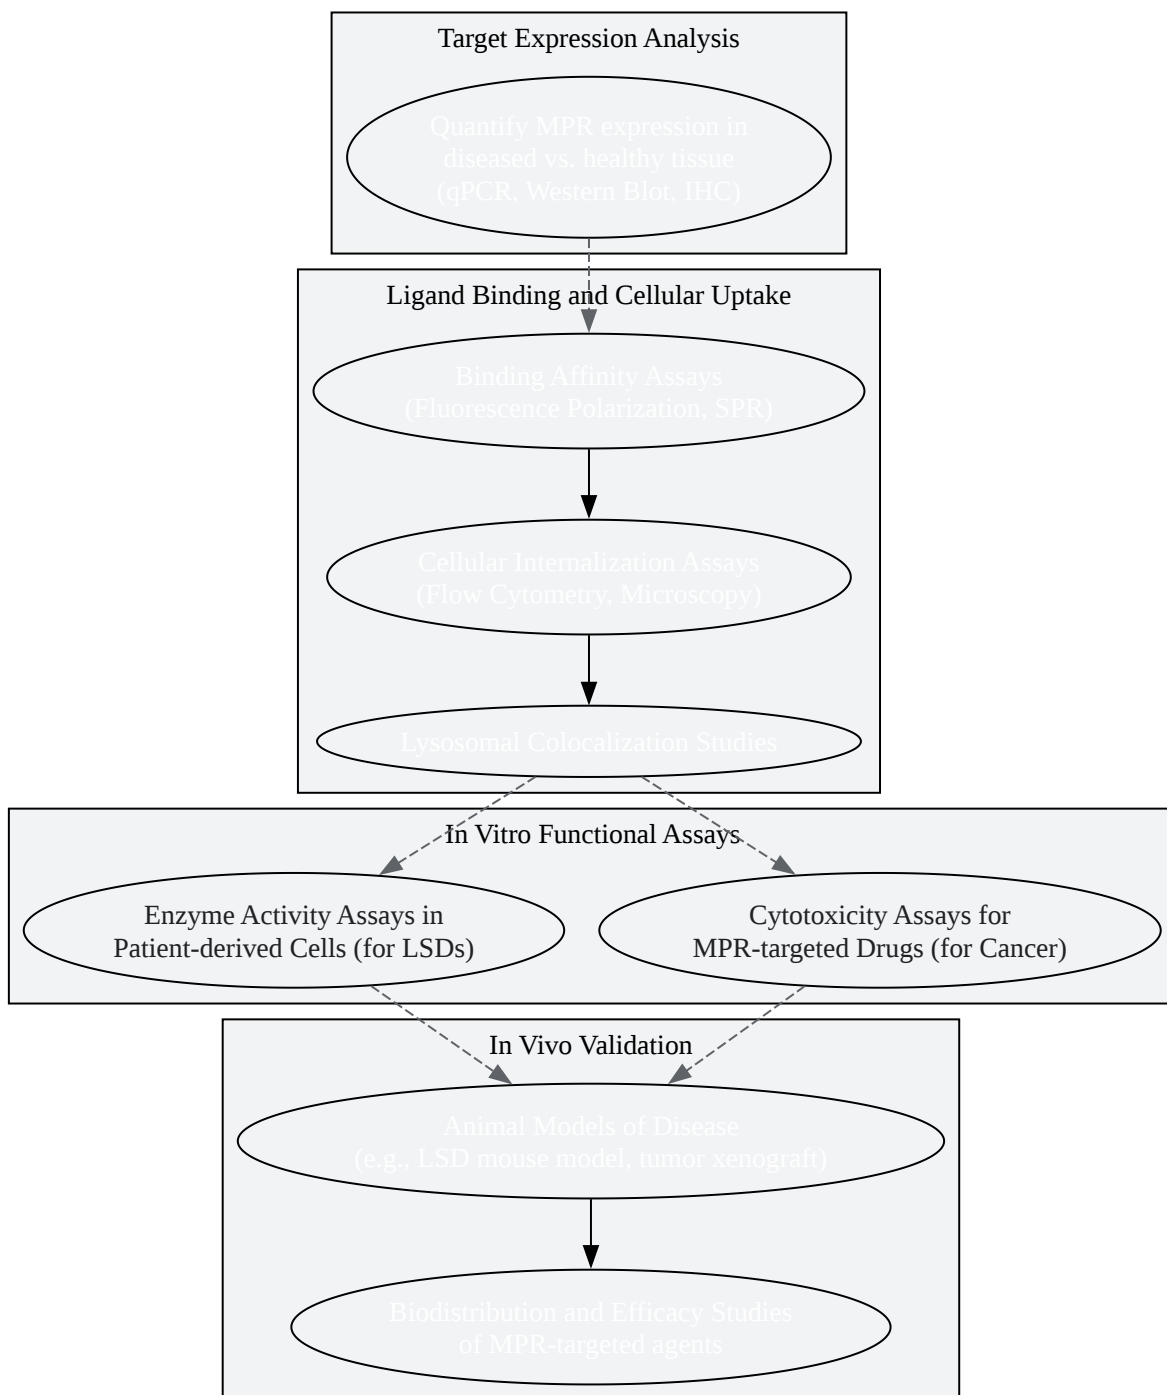 Target Expression Analysis
Quantify MPR expression in
diseased vs. healthy tissue
(qPCR, Western Blot, IHC)
Ligand Binding and Cellular Uptake
Binding Affinity Assays
(Fluorescence Polarization, SPR)
Cellular Internalization Assays
(Flow Cytometry, Microscopy)
Lysosomal Colocalization Studies
In Vitro Functional Assays
Enzyme Activity Assays in
Patient-derived Cells (for LSDs)
Cytotoxicity Assays for
MPR-targeted Drugs (for Cancer)
In Vivo Validation
Animal Models of Disease
(e.g., LSD mouse model, tumor xenograft)
Biodistribution and Efficacy Studies
of MPR-targeted agents